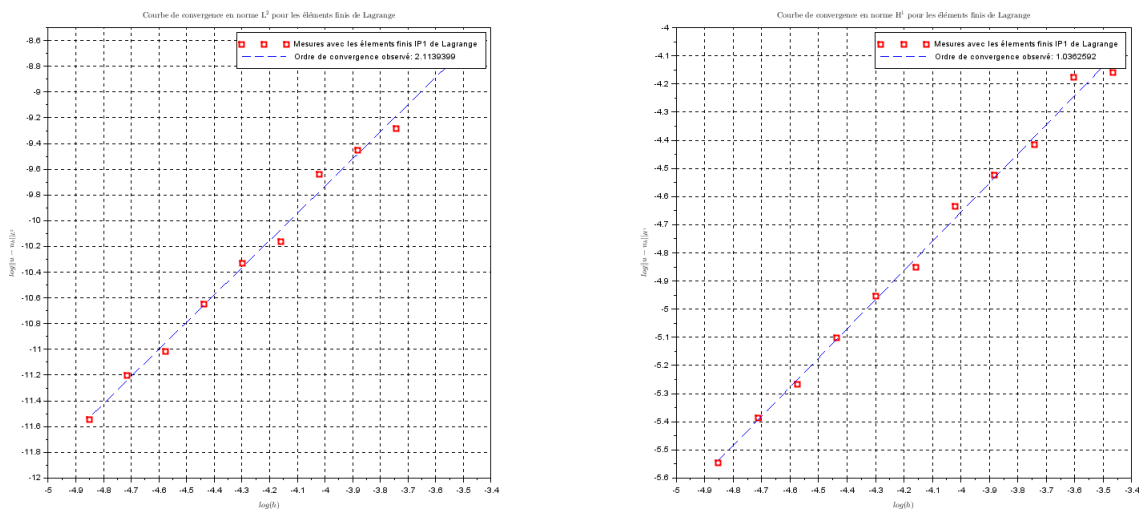 Courbe de convergence en norme L² pour les éléments finis de Lagrange
Mesures avec les élements finis IP1 de Lagrange
Ordre de convergence observé: 2.1139399
-8.6
-8.8
-9
-9.2
-9.4
-9.6
-9.8
-10
-10.2
-10.4
-10.6
-10.8
-11
-11.2
-11.4
-11.6
-11.8
-12
log||u − uₕ||L²
-5 -4.9 -4.8 -4.7 -4.6 -4.5 -4.4 -4.3 -4.2 -4.1 -4 -3.9 -3.8 -3.7 -3.6 -3.5 -3.4
log(h)
Courbe de convergence en norme H¹ pour les éléments finis de Lagrange
Mesures avec les élements finis IP1 de Lagrange
Ordre de convergence observé: 1.0362592
-4
-4.1
-4.2
-4.3
-4.4
-4.5
-4.6
-4.7
-4.8
-4.9
-5
-5.1
-5.2
-5.3
-5.4
-5.5
-5.6
log||u − uₕ||H¹
-5 -4.9 -4.8 -4.7 -4.6 -4.5 -4.4 -4.3 -4.2 -4.1 -4 -3.9 -3.8 -3.7 -3.6 -3.5 -3.4
log(h)